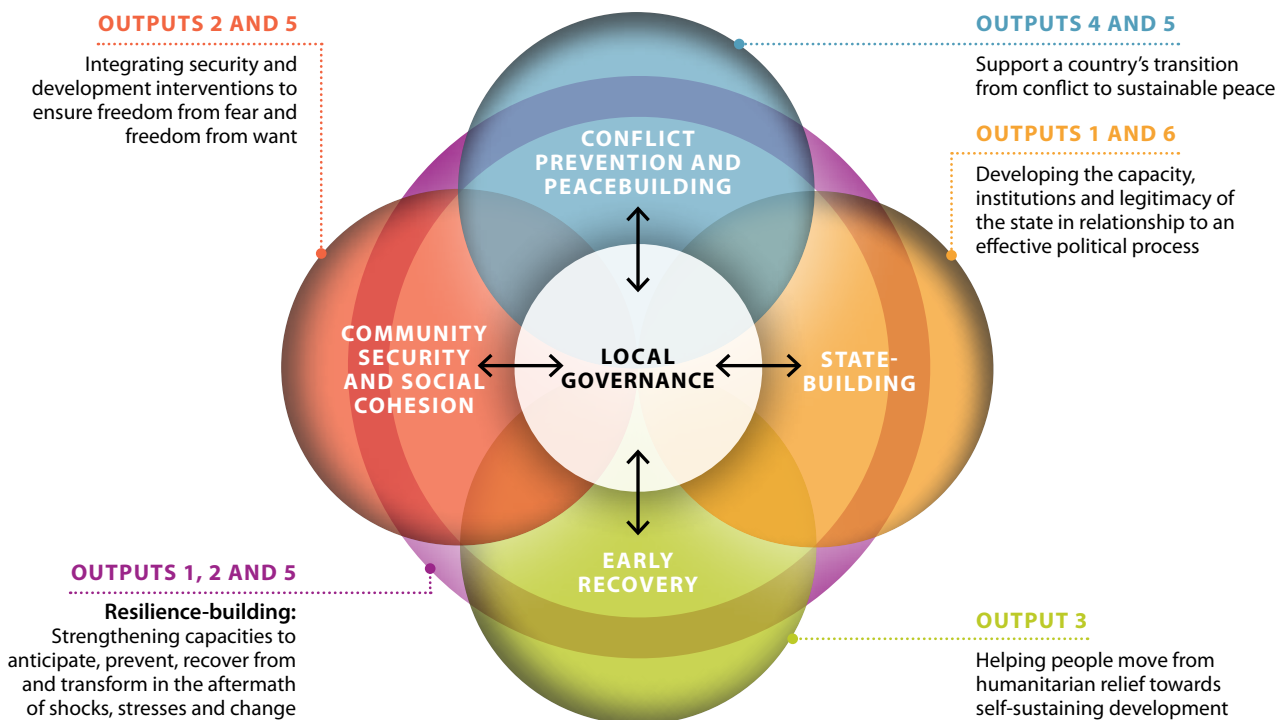 OUTPUTS 2 AND 5
Integrating security and
development interventions to
ensure freedom from fear and
freedom from want
OUTPUTS 4 AND 5
Support a country’s transition
from conflict to sustainable peace
OUTPUTS 1 AND 6
Developing the capacity,
institutions and legitimacy of
the state in relationship to an
effective political process
CONFLICT
PREVENTION AND
PEACEBUILDING
COMMUNITY
SECURITY
AND SOCIAL
COHESION
LOCAL
GOVERNANCE
STATE-
BUILDING
EARLY
RECOVERY
OUTPUTS 1, 2 AND 5
Resilience-building:
Strengthening capacities to
anticipate, prevent, recover from
and transform in the aftermath
of shocks, stresses and change
OUTPUT 3
Helping people move from
humanitarian relief towards
self-sustaining development